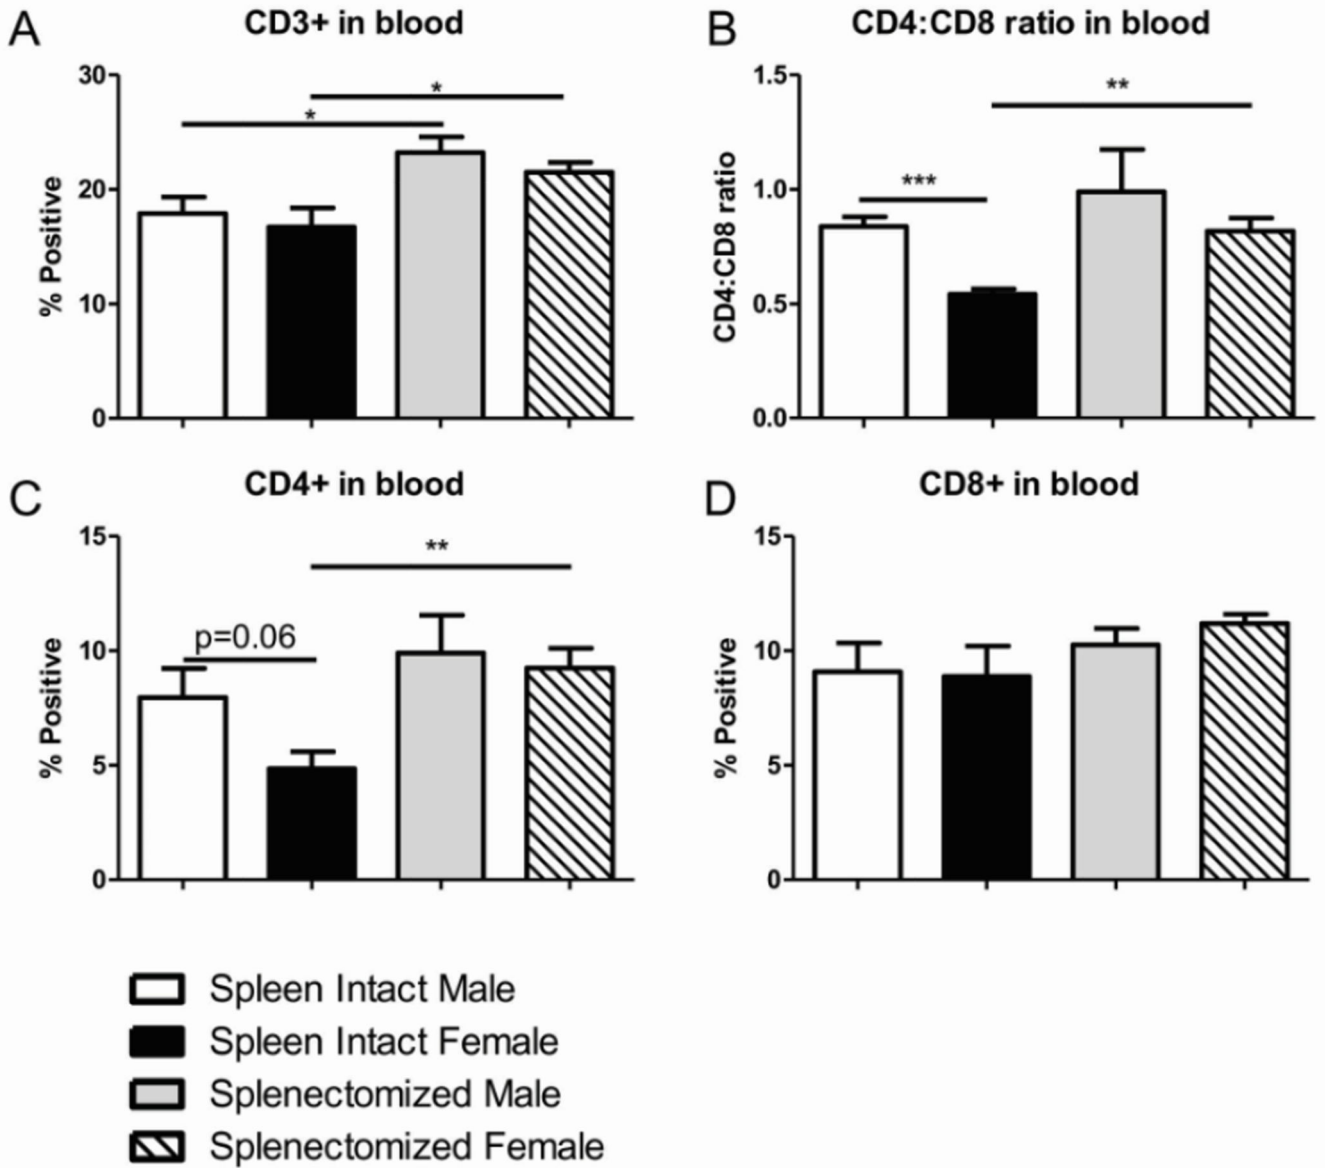 A
CD3+ in blood
% Positive
30
20
10
0
*
*
B
CD4:CD8 ratio in blood
CD4:CD8 ratio
1.5
1.0
0.5
0.0
**
***
C
CD4+ in blood
% Positive
15
10
5
0
**
p=0.06
D
CD8+ in blood
% Positive
15
10
5
0
Spleen Intact Male
Spleen Intact Female
Splenectomized Male
Splenectomized Female